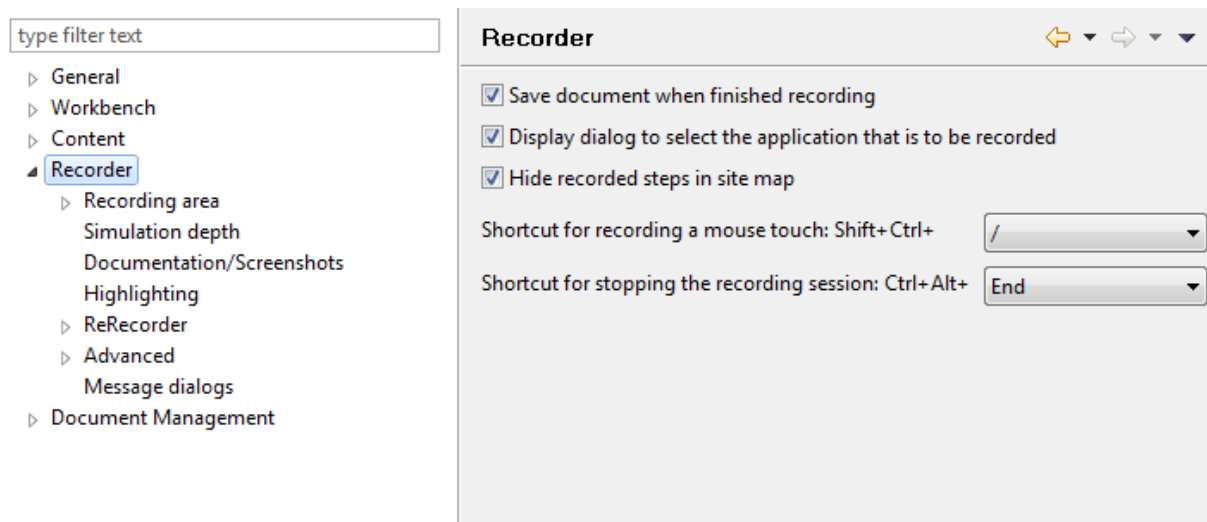 type filter text
General
Workbench
Content
Recorder
Recording area
Simulation depth
Documentation/Screenshots
Highlighting
ReRecorder
Advanced
Message dialogs
Document Management
Recorder
Save document when finished recording
Display dialog to select the application that is to be recorded
Hide recorded steps in site map
Shortcut for recording a mouse touch: Shift+Ctrl+ /
Shortcut for stopping the recording session: Ctrl+Alt+ End